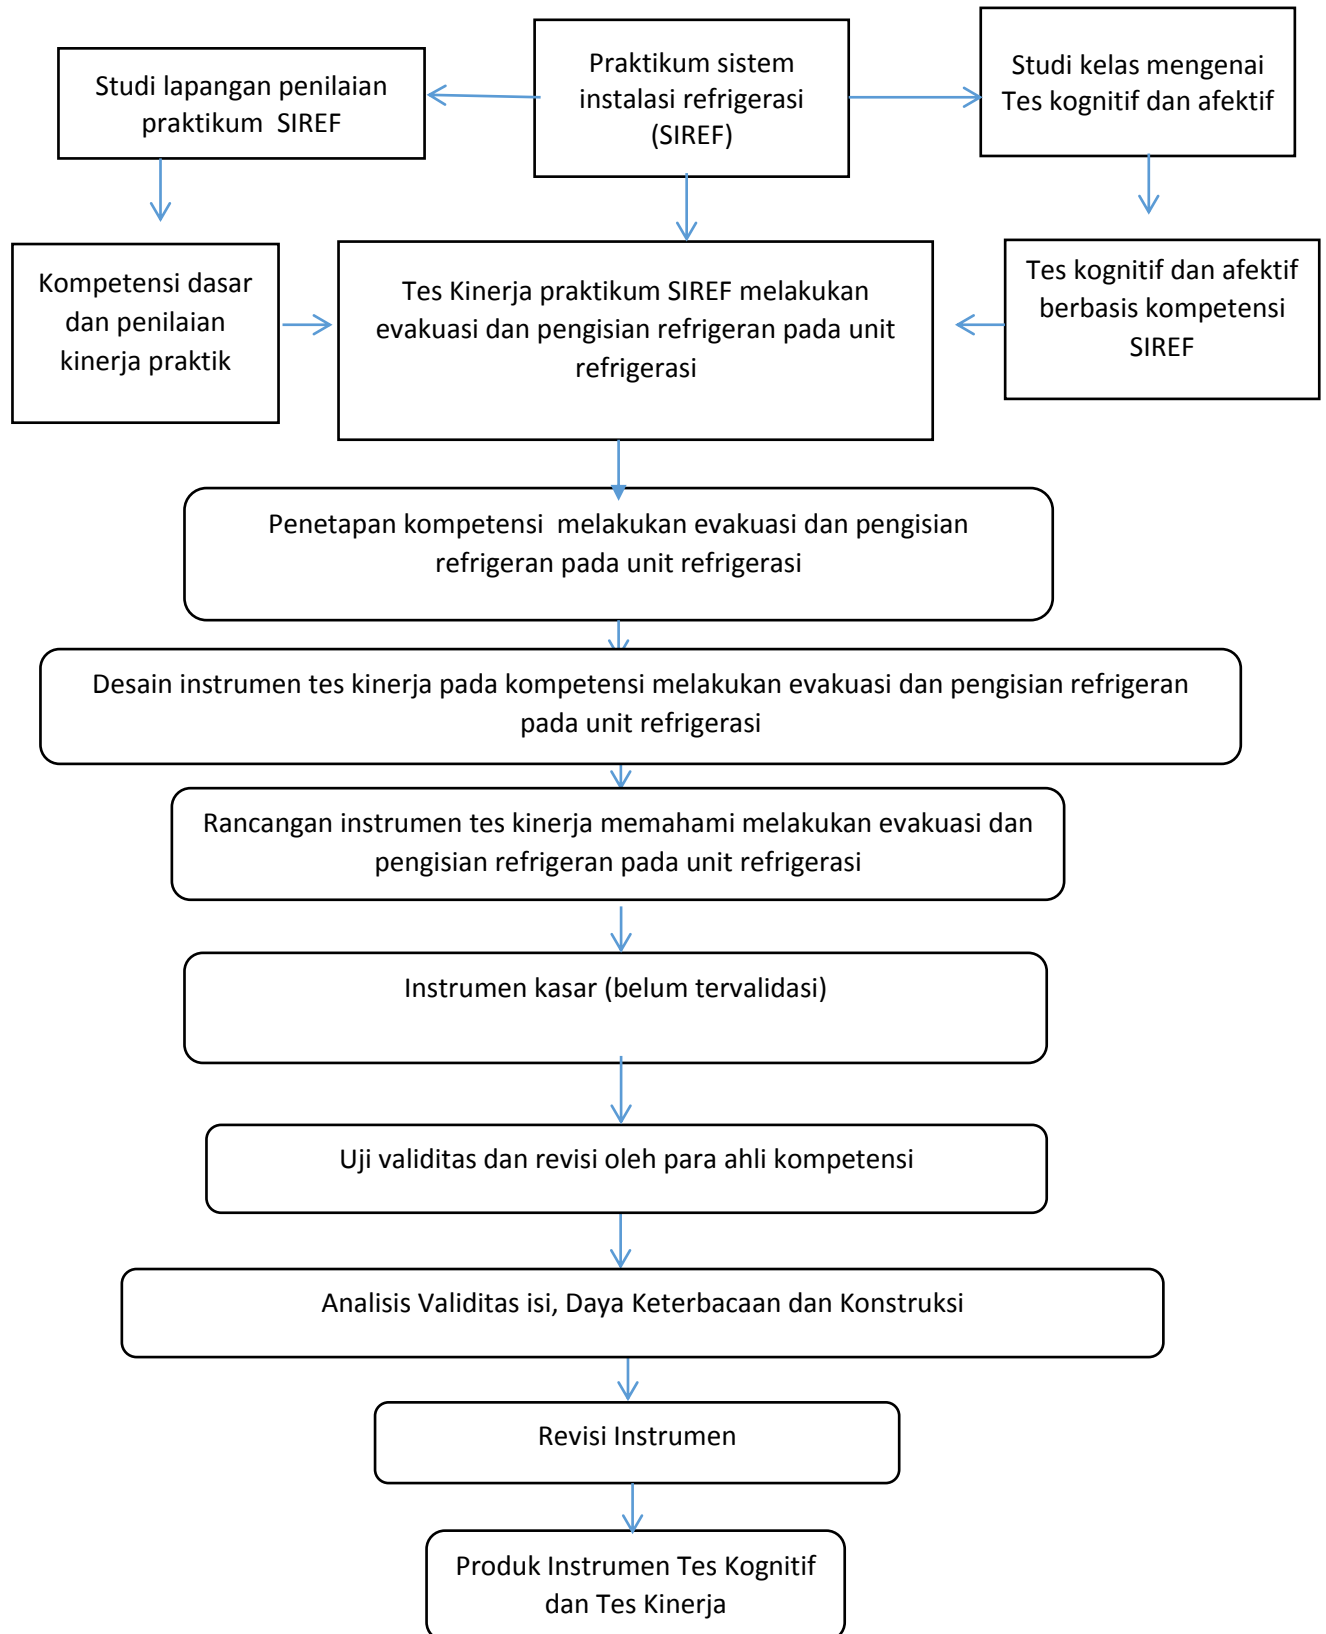 Studi lapangan penilaian
praktikum SIREF
Praktikum sistem
instalasi refrigerasi
(SIREF)
Studi kelas mengenai
Tes kognitif dan afektif
Kompetensi dasar
dan penilaian
kinerja praktik
Tes Kinerja praktikum SIREF melakukan
evakuasi dan pengisian refrigeran pada unit
refrigerasi
Tes kognitif dan afektif
berbasis kompetensi
SIREF
Penetapan kompetensi melakukan evakuasi dan pengisian
refrigeran pada unit refrigerasi
Desain instrumen tes kinerja pada kompetensi melakukan evakuasi dan pengisian refrigeran
pada unit refrigerasi
Rancangan instrumen tes kinerja memahami melakukan evakuasi dan
pengisian refrigeran pada unit refrigerasi
Instrumen kasar (belum tervalidasi)
Uji validitas dan revisi oleh para ahli kompetensi
Analisis Validitas isi, Daya Keterbacaan dan Konstruksi
Revisi Instrumen
Produk Instrumen Tes Kognitif
dan Tes Kinerja